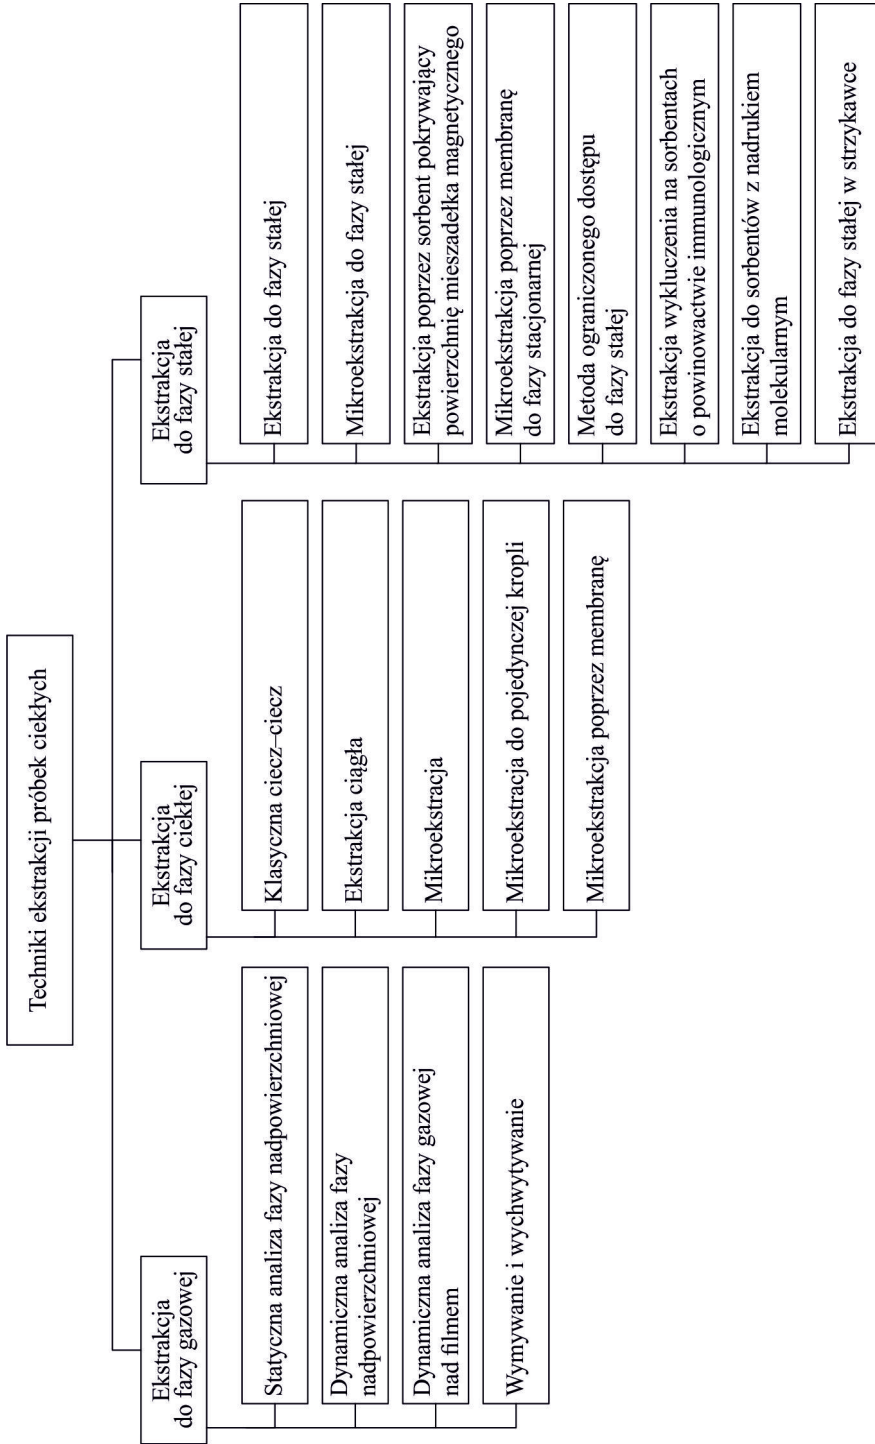 Techniki ekstrakcji próbek ciekłych
Ekstrakcja
do fazy gazowej
Statyczna analiza fazy nadpowierzchniowej
Dynamiczna analiza fazy
nadpowierzchniowej
Dynamiczna analiza fazy gazowej
nad filmem
Wymywanie i wychwytywanie
Ekstrakcja
do fazy ciekłej
Klasyczna ciecz–ciecz
Ekstrakcja ciągła
Mikroekstracja
Mikroekstracja do pojedynczej kropli
Mikroekstrakcja poprzez membranę
Ekstrakcja
do fazy stałej
Ekstrakcja do fazy stałej
Mikroekstrakcja do fazy stałej
Ekstrakcja poprzez sorbent pokrywający
powierzchnię mieszadełka magnetycznego
Mikroekstrakcja poprzez membranę
do fazy stacjonarnej
Metoda ograniczonego dostępu
do fazy stałej
Ekstrakcja wykluczenia na sorbentach
o powinowactwie immunologicznym
Ekstrakcja do sorbentów z nadrukiem
molekularnym
Ekstrakcja do fazy stałej w strzykawce